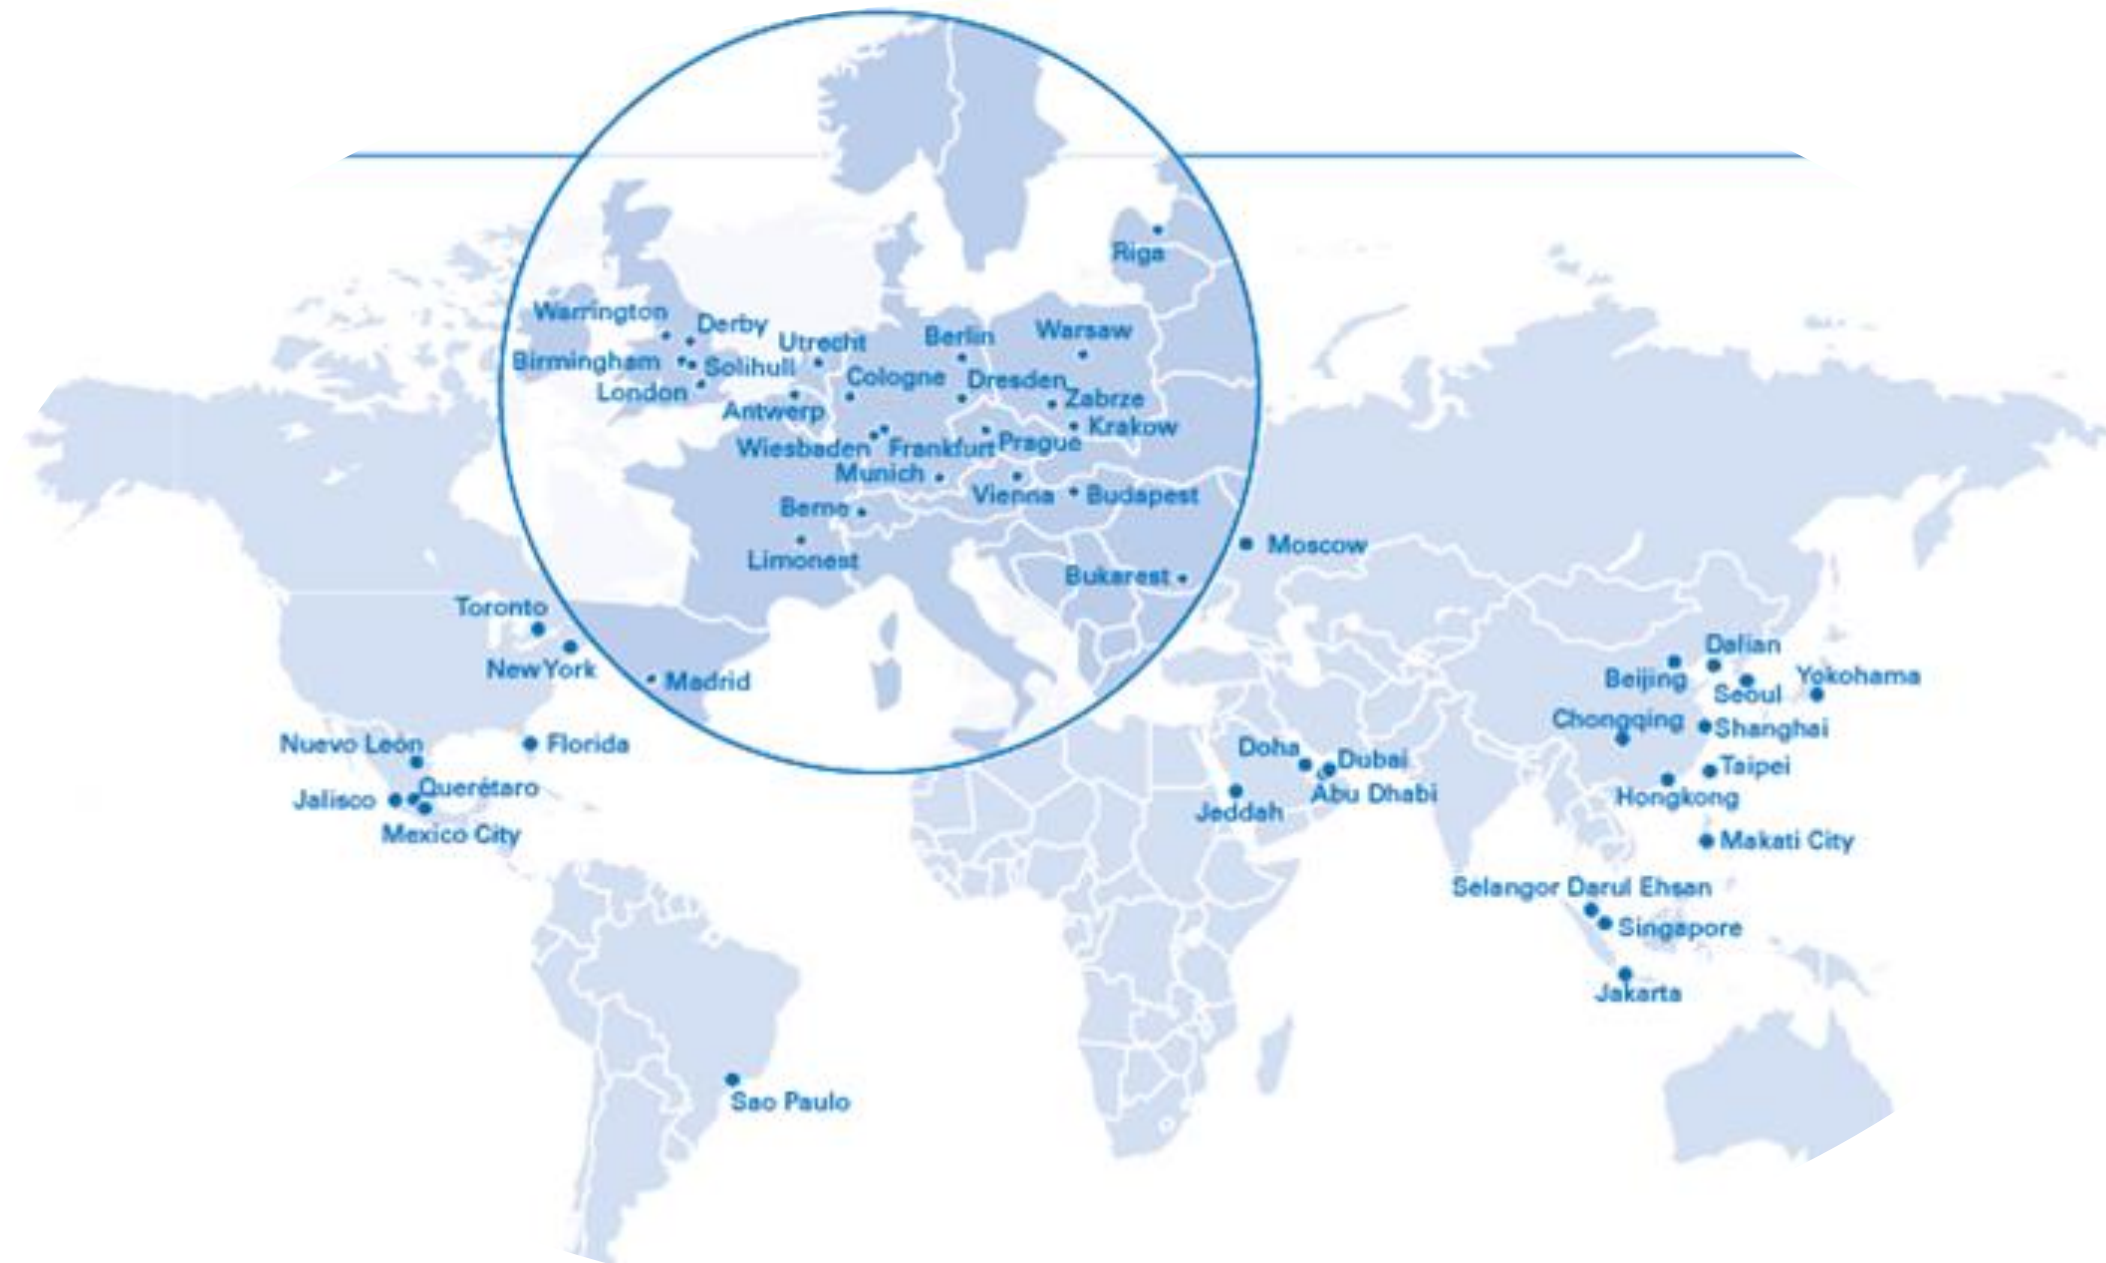 Riga
Warrington
Derby
Utrecht
Berlin
Warsaw
Birmingham
Solihull
Cologne
Dresden
London
Antwerp
Zabrze
Krakow
Wiesbaden
Frankfurt
Prague
Munich
Vienna
Budapest
Berne
Limonest
Moscow
Bukarest
Toronto
New York
Madrid
Dalian
Beijing
Seoul
Yokohama
Chongqing
Shanghai
Nuevo León
Florida
Doha
Dubai
Taipei
Querétaro
Jalisco
Abu Dhabi
Hongkong
Jeddah
Mexico City
Makati City
Selangor Darul Ehsan
Singapore
Jakarta
Sao Paulo